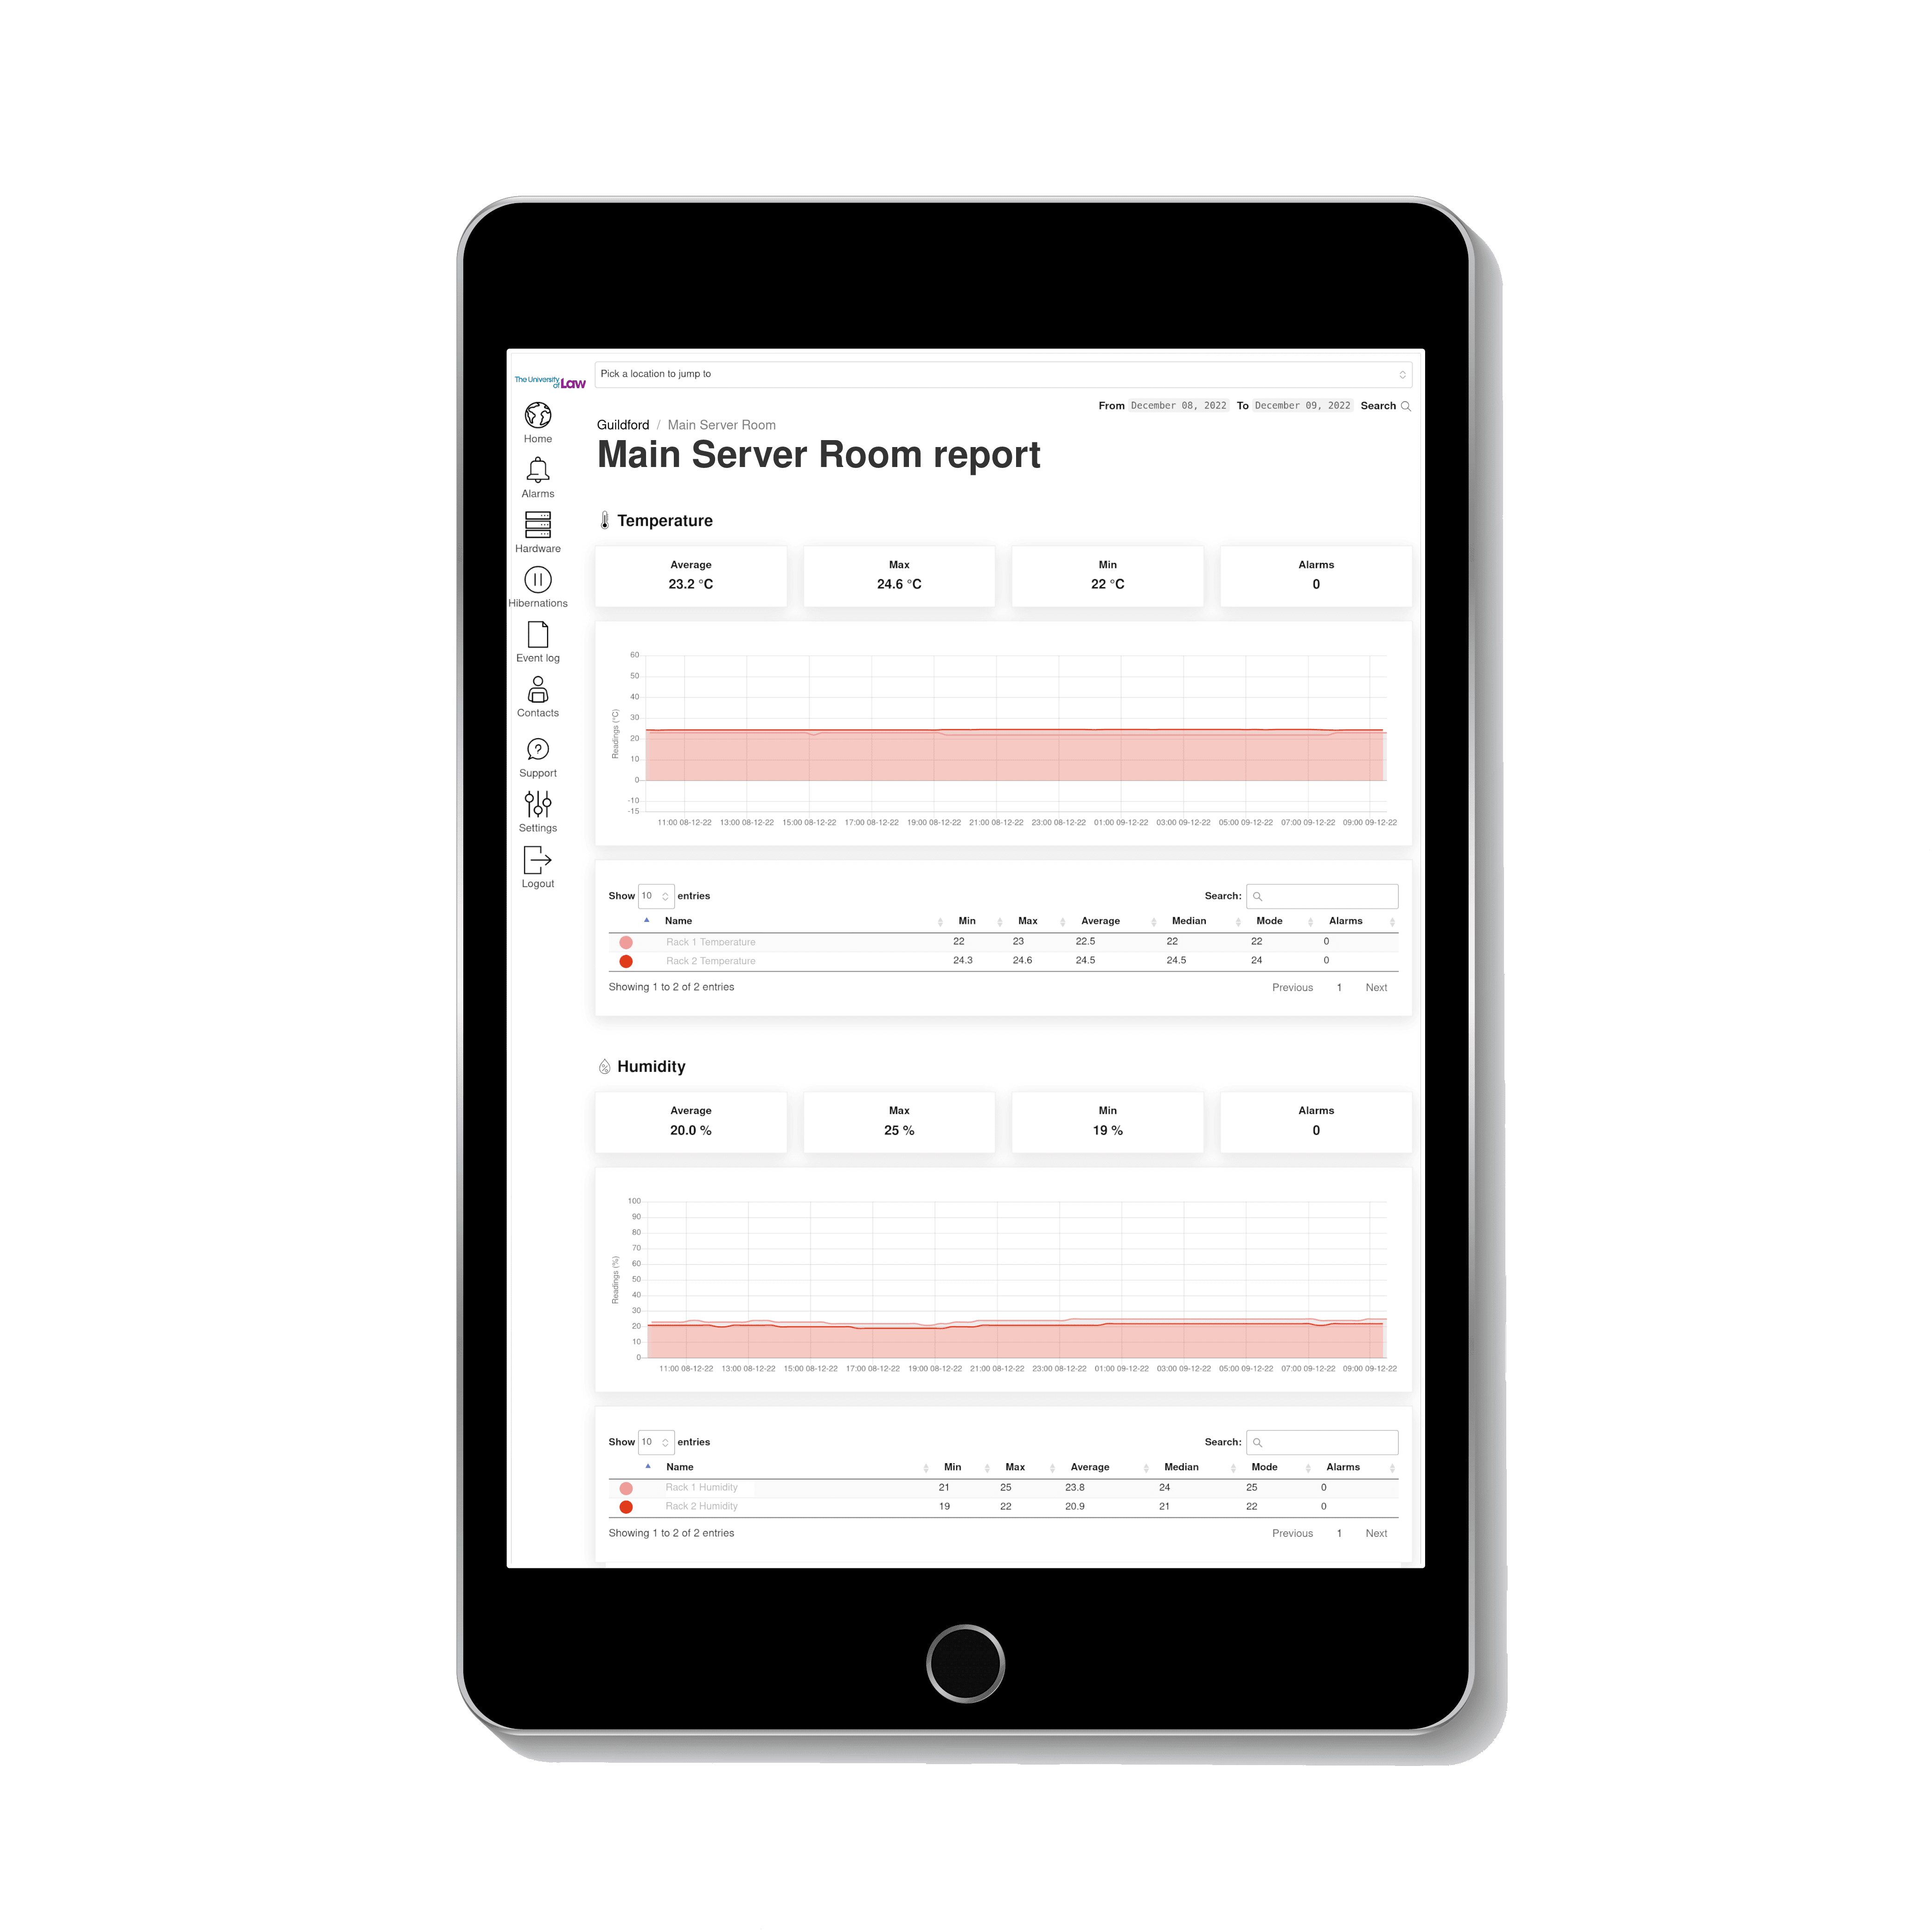 The University of Law
Pick a location to jump to
From December 08, 2022 To December 09, 2022 Search
Guildford / Main Server Room
Main Server Room report
Home
Alarms
Hardware
Hibernations
Event log
Contacts
Support
Settings
Logout
Temperature
Average Max Min Alarms
23.2 °C 24.6 °C 22 °C 0
Readings (°C)
60
50
40
30
20
10
0
-10
-15
11:00 08-12-22 13:00 08-12-22 15:00 08-12-22 17:00 08-12-22 19:00 08-12-22 21:00 08-12-22 23:00 08-12-22 01:00 09-12-22 03:00 09-12-22 05:00 09-12-22 07:00 09-12-22 09:00 09-12-22
Show 10 entries Search:
Name Min Max Average Median Mode Alarms
Rack 1 Temperature 22 23 22.5 22 22 0
Rack 2 Temperature 24.3 24.6 24.5 24.5 24 0
Showing 1 to 2 of 2 entries Previous 1 Next
Humidity
Average Max Min Alarms
20.0 % 25 % 19 % 0
Readings (%)
100
90
80
70
60
50
40
30
20
10
0
11:00 08-12-22 13:00 08-12-22 15:00 08-12-22 17:00 08-12-22 19:00 08-12-22 21:00 08-12-22 23:00 08-12-22 01:00 09-12-22 03:00 09-12-22 05:00 09-12-22 07:00 09-12-22 09:00 09-12-22
Show 10 entries Search:
Name Min Max Average Median Mode Alarms
Rack 1 Humidity 21 25 23.8 24 25 0
Rack 2 Humidity 19 22 20.9 21 22 0
Showing 1 to 2 of 2 entries Previous 1 Next